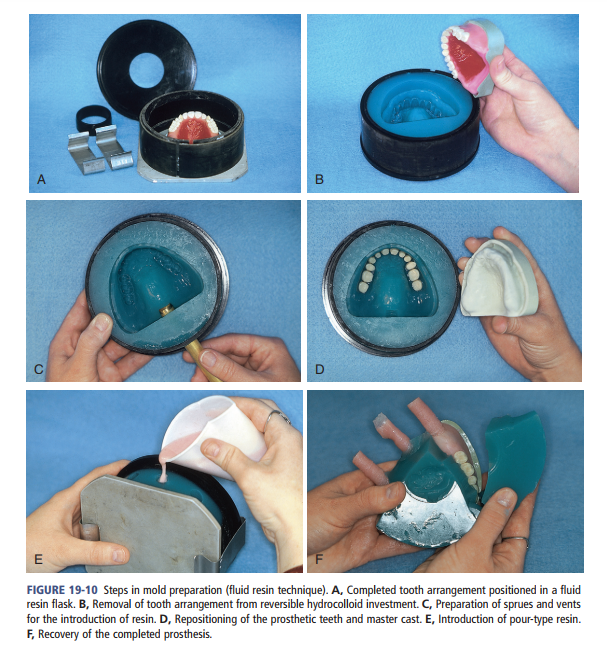 A
B
C
D
E
F
FIGURE 19-10 Steps in mold preparation (fluid resin technique). A, Completed tooth arrangement positioned in a fluid
resin flask. B, Removal of tooth arrangement from reversible hydrocolloid investment. C, Preparation of sprues and vents
for the introduction of resin. D, Repositioning of the prosthetic teeth and master cast. E, Introduction of pour-type resin.
F, Recovery of the completed prosthesis.